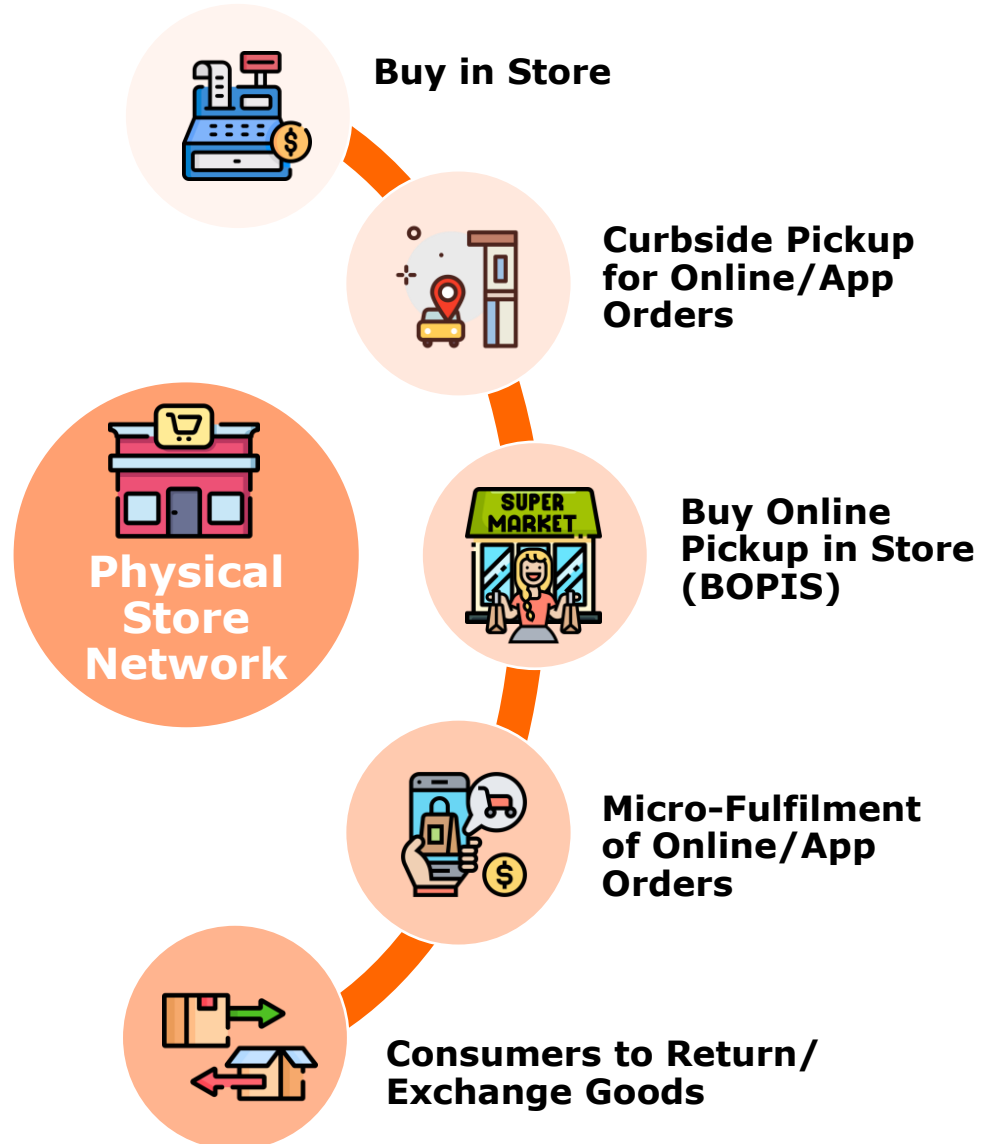 Buy in Store
Curbside Pickup
for Online/App
Orders
Physical
Store
Network
SUPER
MARKET
Buy Online
Pickup in Store
(BOPIS)
Micro-Fulfilment
of Online/App
Orders
Consumers to Return/
Exchange Goods
$
$